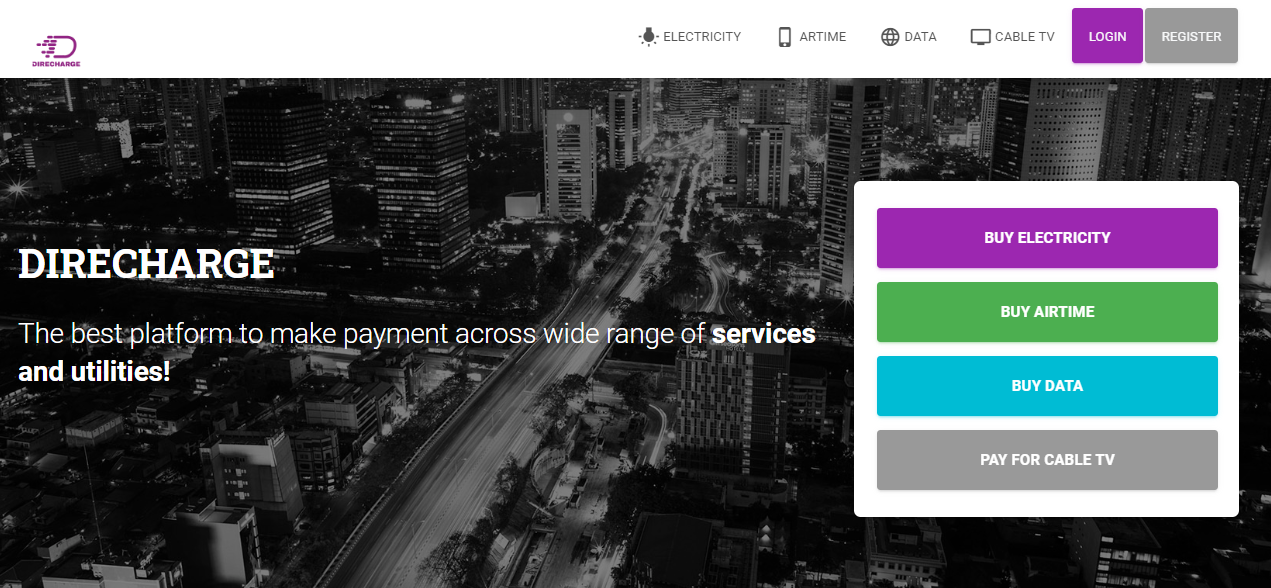 DIRECHARGE
ELECTRICITY
ARTIME
DATA
CABLE TV
LOGIN
REGISTER
DIRECHARGE
The best platform to make payment across wide range of services
and utilities!
BUY ELECTRICITY
BUY AIRTIME
BUY DATA
PAY FOR CABLE TV